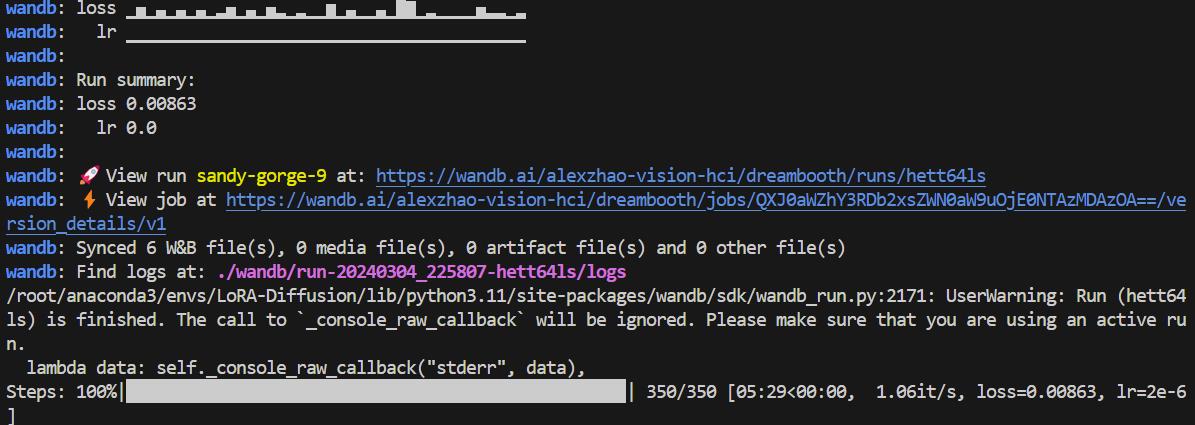 wandb: loss
wandb:   lr
wandb:
wandb: Run summary:
wandb: loss 0.00863
wandb:   lr 0.0
wandb:
wandb: 🚀 View run sandy-gorge-9 at: https://wandb.ai/alexzhao-vision-hci/dreambooth/runs/hett64ls
wandb: ⚡ View job at https://wandb.ai/alexzhao-vision-hci/dreambooth/jobs/QXJ0aWZhY3RDb2xsZWN0aW9uOjE0NTAzMDAzOA==/ve
rsion_details/v1
wandb: Synced 6 W&B file(s), 0 media file(s), 0 artifact file(s) and 0 other file(s)
wandb: Find logs at: ./wandb/run-20240304_225807-hett64ls/logs
/root/anaconda3/envs/LoRA-Diffusion/lib/python3.11/site-packages/wandb/sdk/wandb_run.py:2171: UserWarning: Run (hett64
ls) is finished. The call to `_console_raw_callback` will be ignored. Please make sure that you are using an active ru
n.
  lambda data: self._console_raw_callback("stderr", data),
Steps: 100%|██████████| 350/350 [05:29<00:00,  1.06it/s, loss=0.00863, lr=2e-6
]